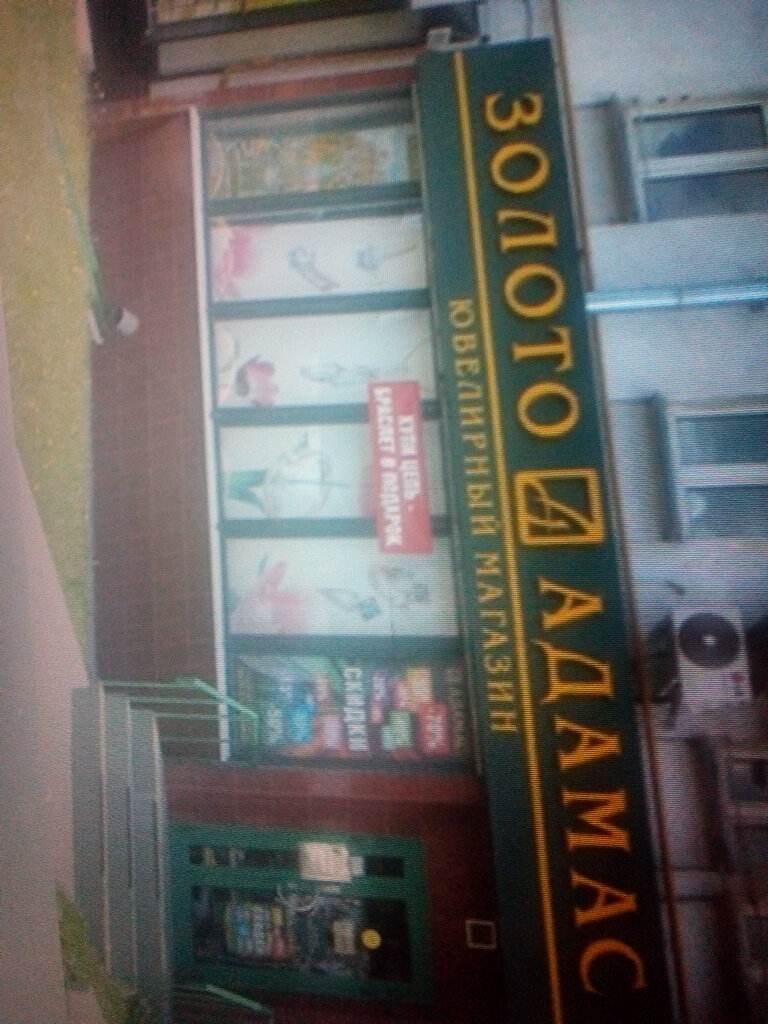 ЗОЛОТО АДАМАС
ЮВЕЛИРНЫЙ МАГАЗИН
КУПИ ЦЕПЬ -
БРАСЛЕТ В ПОДАРОК
СКИДКИ